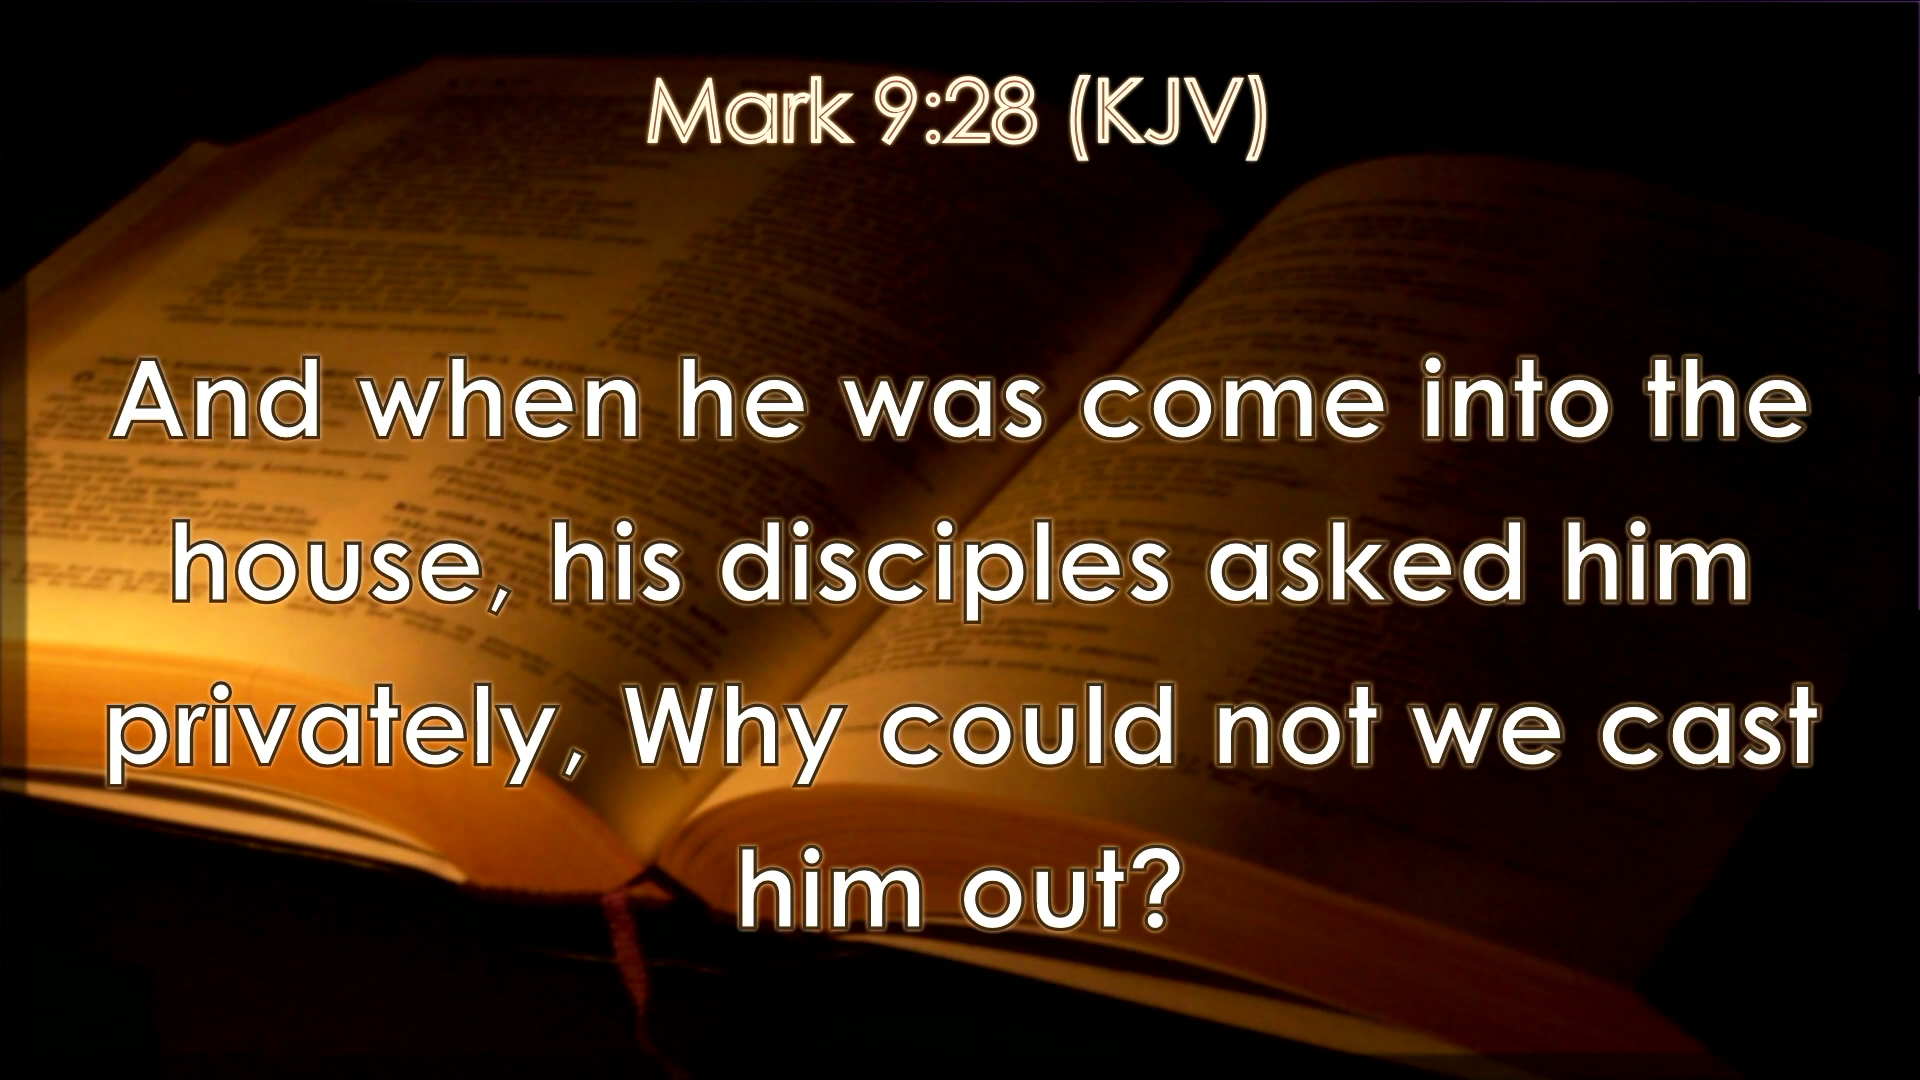 Mark 9:28 (KJV)
And when he was come into the
house, his disciples asked him
privately, Why could not we cast
him out?